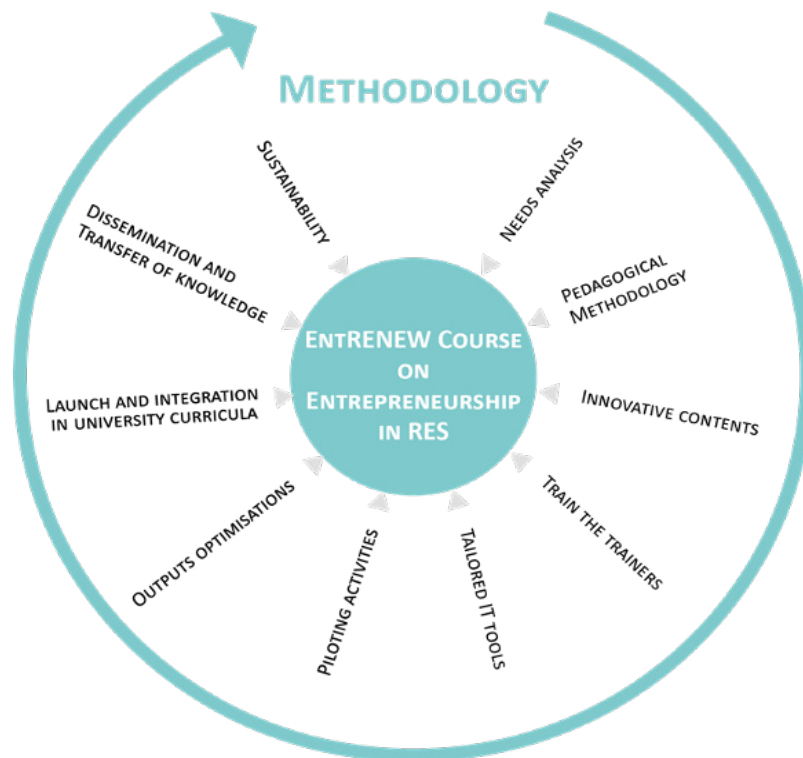 Methodology
Needs analysis
Pedagogical
Methodology
Innovative contents
Train the trainers
Tailored IT tools
Piloting activities
Outputs optimisations
Launch and integration
in university curricula
Dissemination and
Transfer of knowledge
Sustainability
EntRENEW Course
on
Entrepreneurship
in RES